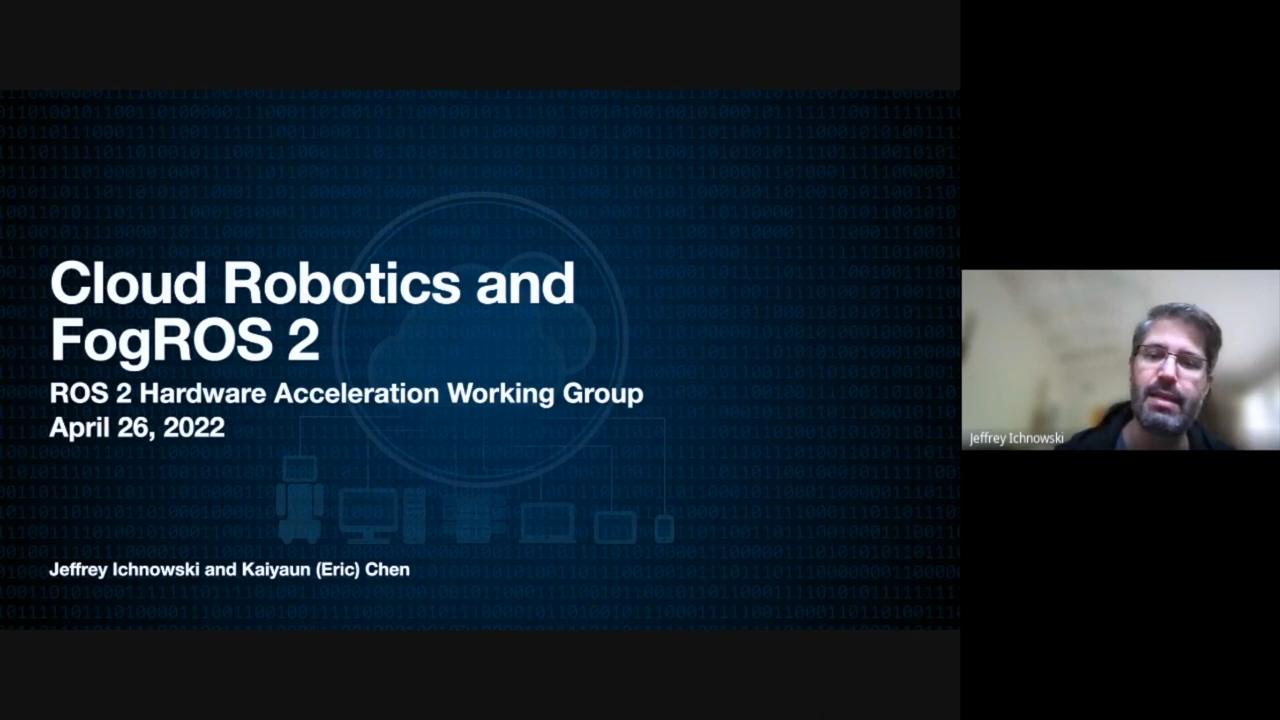 Cloud Robotics and
FogROS 2
ROS 2 Hardware Acceleration Working Group
April 26, 2022
Jeffrey Ichnowski and Kaiyaun (Eric) Chen
Jeffrey Ichnowski